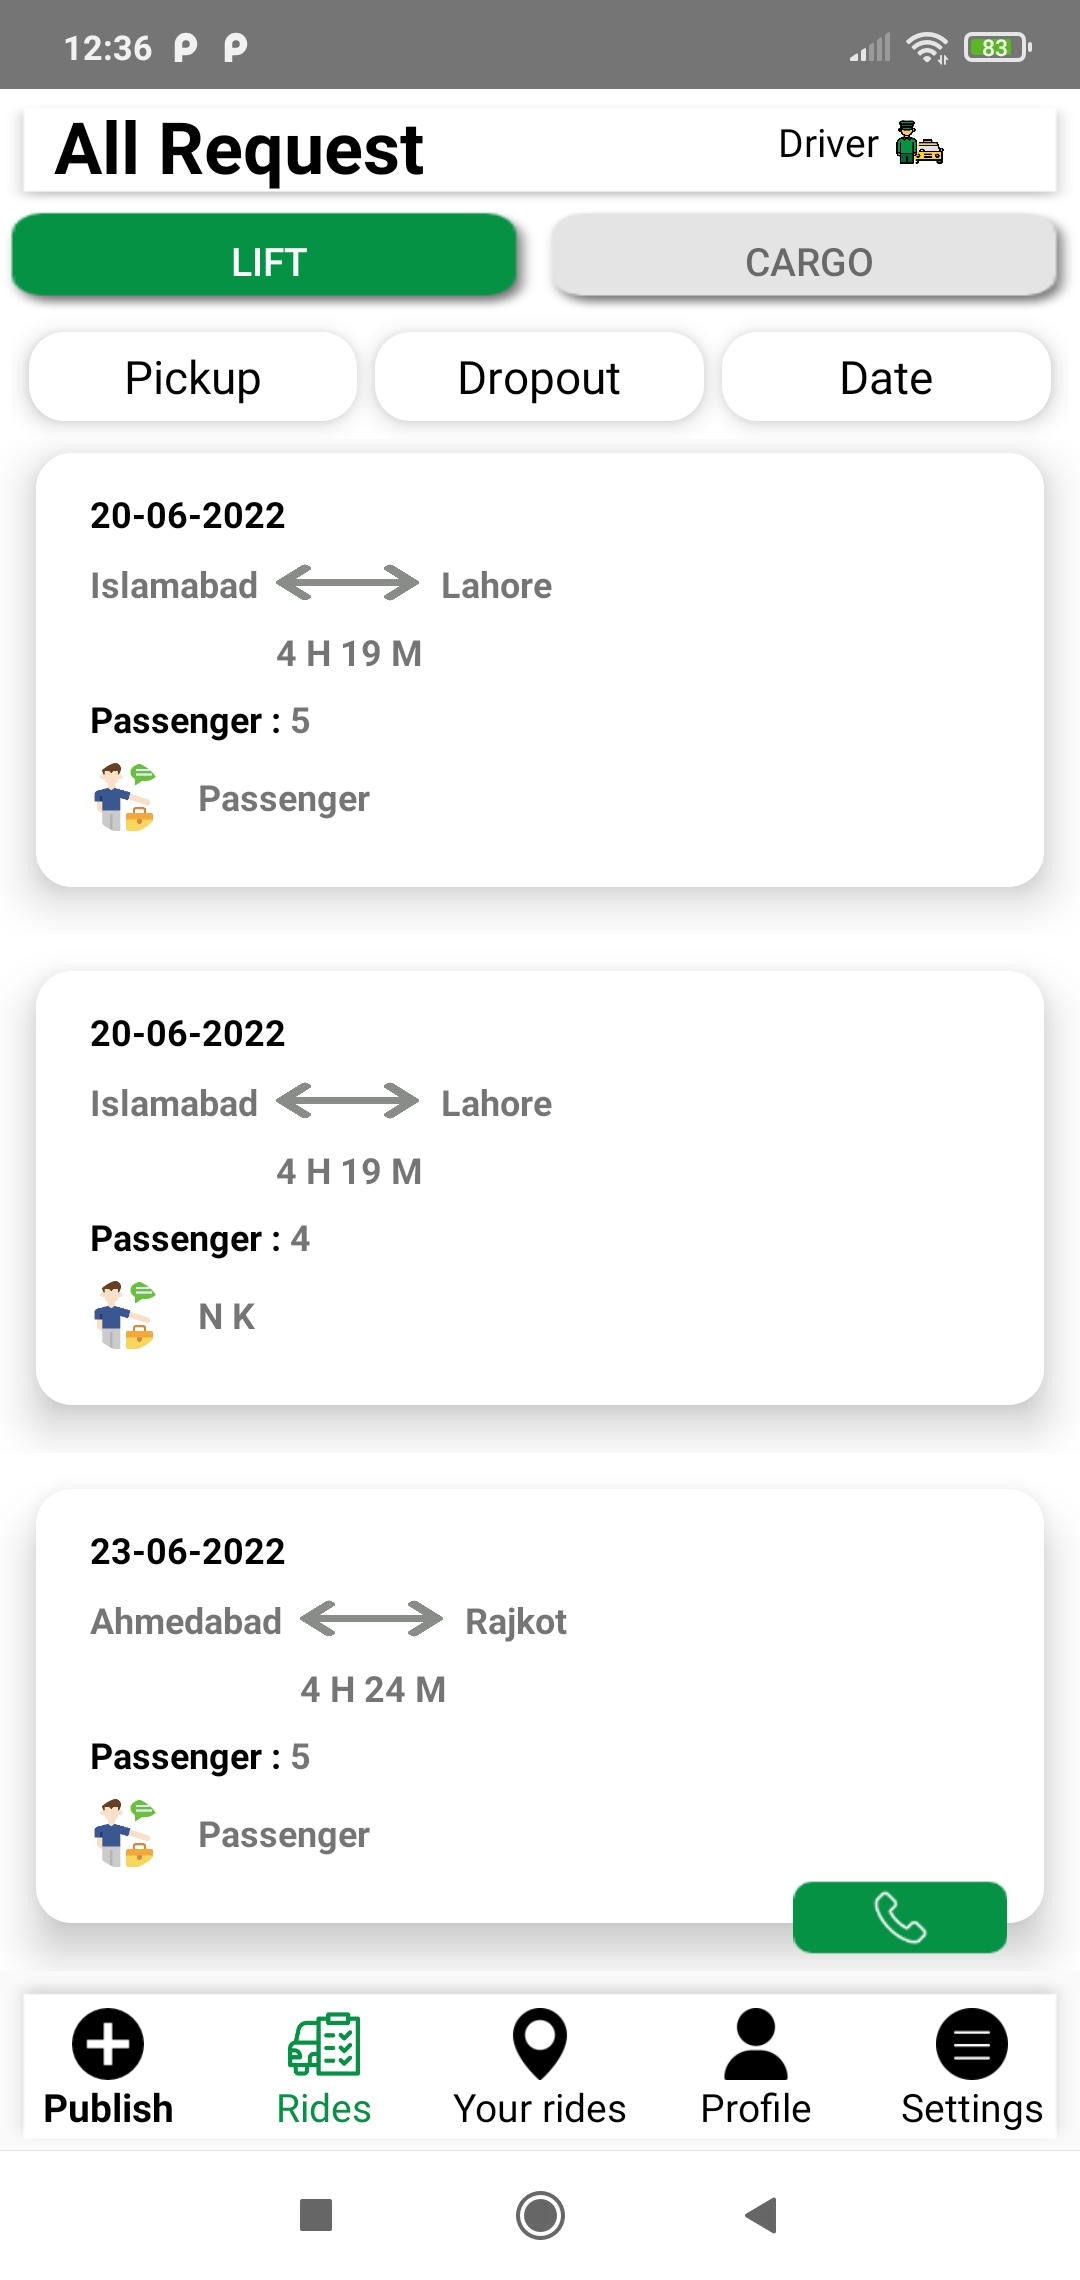 12:36
83
All Request
Driver
LIFT
CARGO
Pickup
Dropout
Date
20-06-2022
Islamabad Lahore
4 H 19 M
Passenger : 5
Passenger
20-06-2022
Islamabad Lahore
4 H 19 M
Passenger : 4
N K
23-06-2022
Ahmedabad Rajkot
4 H 24 M
Passenger : 5
Passenger
Publish
Rides
Your rides
Profile
Settings